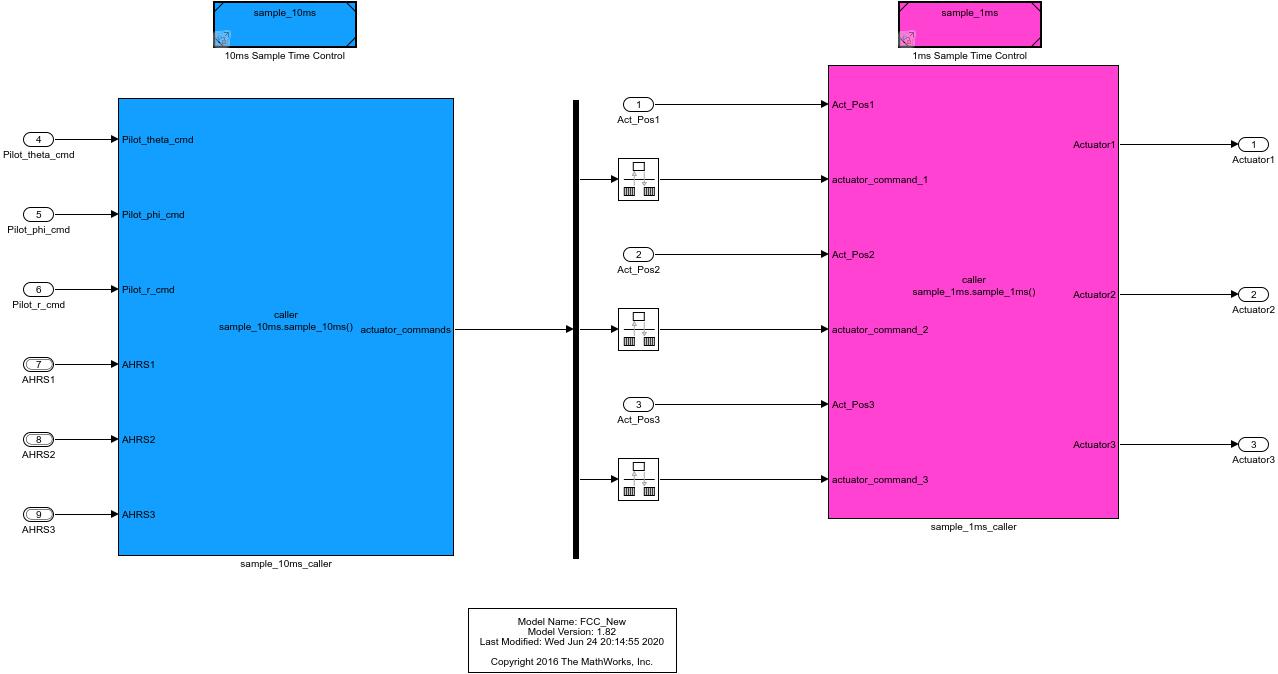 sample_10ms
10ms Sample Time Control
sample_1ms
1ms Sample Time Control
4
Pilot_theta_cmd
5
Pilot_phi_cmd
6
Pilot_r_cmd
7
AHRS1
8
AHRS2
9
AHRS3
Pilot_theta_cmd
Pilot_phi_cmd
Pilot_r_cmd
AHRS1
AHRS2
AHRS3
caller
sample_10ms.sample_10ms()
actuator_commands
sample_10ms_caller
1
Act_Pos1
2
Act_Pos2
3
Act_Pos3
Act_Pos1
actuator_command_1
Act_Pos2
actuator_command_2
Act_Pos3
actuator_command_3
caller
sample_1ms.sample_1ms()
Actuator1
Actuator2
Actuator3
sample_1ms_caller
1
Actuator1
2
Actuator2
3
Actuator3
Model Name: FCC_New
Model Version: 1.82
Last Modified: Wed Jun 24 20:14:55 2020
Copyright 2016 The MathWorks, Inc.